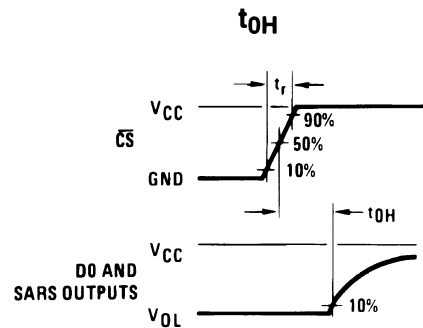 t0H
tr
VCC
90%
CS
50%
10%
GND
t0H
VCC
DO AND
SARS OUTPUTS
10%
VOL